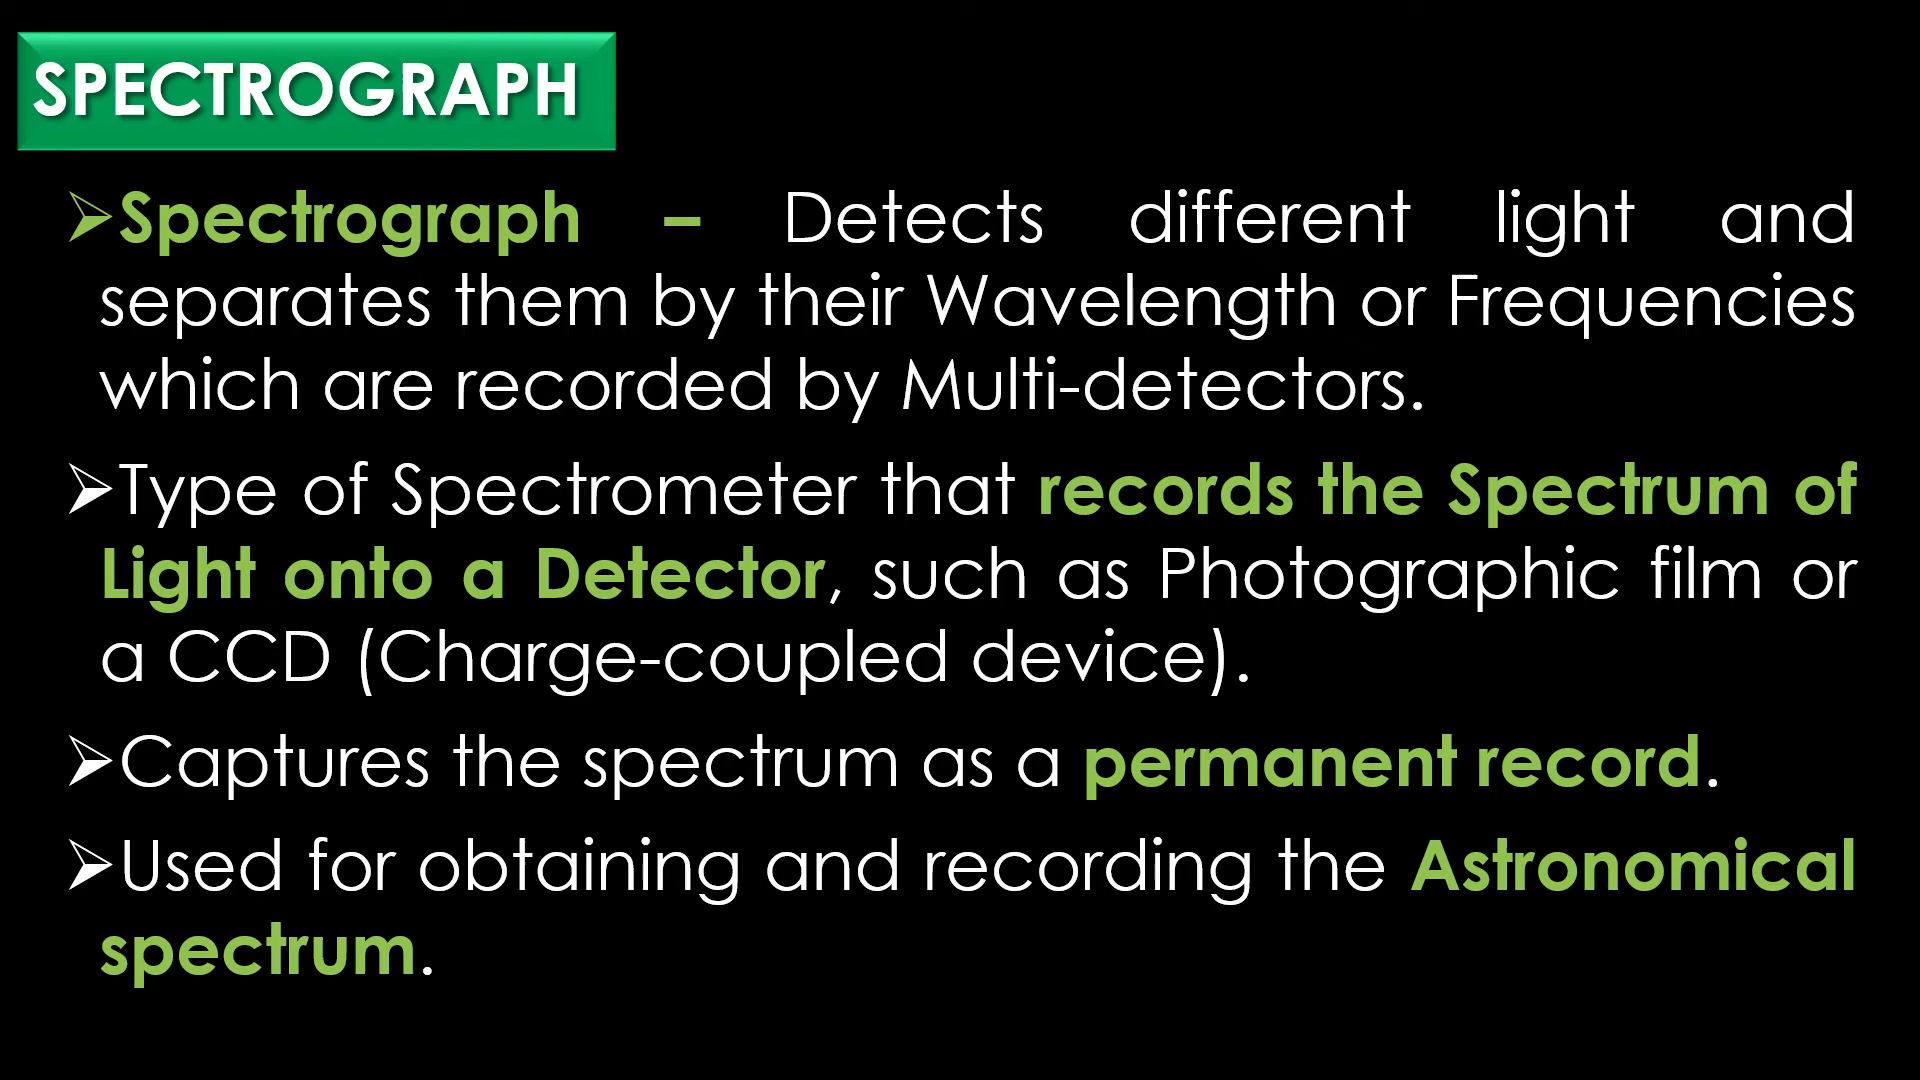 SPECTROGRAPH
➢Spectrograph – Detects different light and
separates them by their Wavelength or Frequencies
which are recorded by Multi-detectors.
➢Type of Spectrometer that records the Spectrum of
Light onto a Detector, such as Photographic film or
a CCD (Charge-coupled device).
➢Captures the spectrum as a permanent record.
➢Used for obtaining and recording the Astronomical
spectrum.